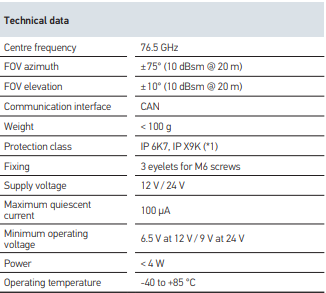 Technical data
Centre frequency 76.5 GHz
FOV azimuth ±75° (10 dBsm @ 20 m)
FOV elevation ±10° (10 dBsm @ 20 m)
Communication interface CAN
Weight < 100 g
Protection class IP 6K7, IP X9K (*1)
Fixing 3 eyelets for M6 screws
Supply voltage 12 V / 24 V
Maximum quiescent
current 100 µA
Minimum operating
voltage 6.5 V at 12 V / 9 V at 24 V
Power < 4 W
Operating temperature -40 to +85 °C